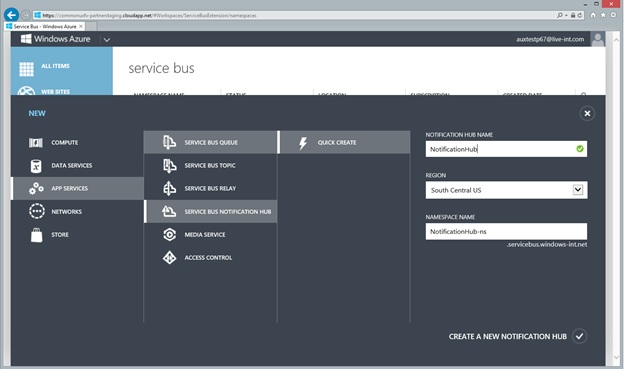 https://commonuitv-partnerstaging.cloudapp.net/#Workspaces/ServiceBusExtension/namespaces
Service Bus - Windows Azure
Windows Azure
auxtestp67@live-int.com
ALL ITEMS
WEB SITES
service bus
NAMESPACE NAME STATUS LOCATION SUBSCRIPTION CREATED DATE
NEW
COMPUTE
DATA SERVICES
APP SERVICES
NETWORKS
STORE
SERVICE BUS QUEUE
SERVICE BUS TOPIC
SERVICE BUS RELAY
SERVICE BUS NOTIFICATION HUB
MEDIA SERVICE
ACCESS CONTROL
QUICK CREATE
NOTIFICATION HUB NAME
NotificationHub
REGION
South Central US
NAMESPACE NAME
NotificationHub-ns
.servicebus.windows-int.net
CREATE A NEW NOTIFICATION HUB